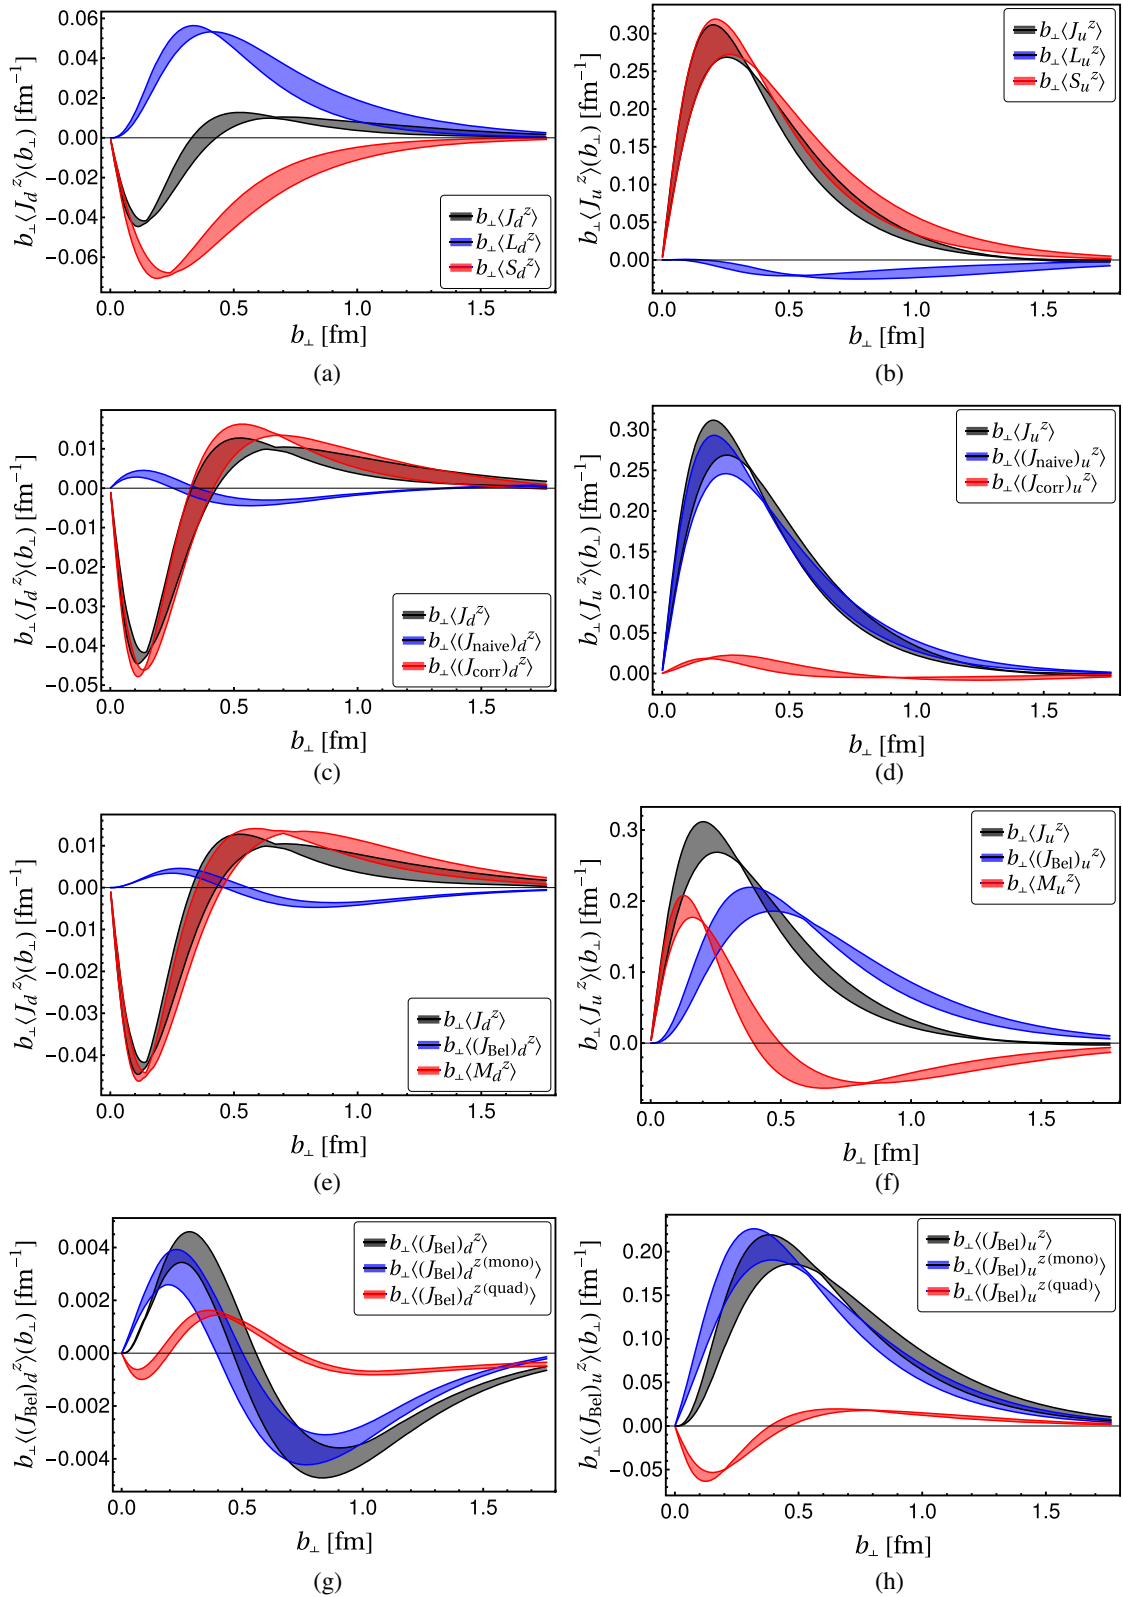 b⊥⟨J_d^z⟩(b⊥) [fm⁻¹]
0.06
0.04
0.02
0.00
−0.02
−0.04
−0.06
b⊥⟨J_d^z⟩
b⊥⟨L_d^z⟩
b⊥⟨S_d^z⟩
0.0 0.5 1.0 1.5
b⊥ [fm]
(a)
b⊥⟨J_u^z⟩(b⊥) [fm⁻¹]
0.30
0.25
0.20
0.15
0.10
0.05
0.00
b⊥⟨J_u^z⟩
b⊥⟨L_u^z⟩
b⊥⟨S_u^z⟩
0.0 0.5 1.0 1.5
b⊥ [fm]
(b)
b⊥⟨J_d^z⟩(b⊥) [fm⁻¹]
0.01
0.00
−0.01
−0.02
−0.03
−0.04
−0.05
b⊥⟨J_d^z⟩
b⊥⟨(J_naive)_d^z⟩
b⊥⟨(J_corr)_d^z⟩
0.0 0.5 1.0 1.5
b⊥ [fm]
(c)
b⊥⟨J_u^z⟩(b⊥) [fm⁻¹]
0.30
0.25
0.20
0.15
0.10
0.05
0.00
b⊥⟨J_u^z⟩
b⊥⟨(J_naive)_u^z⟩
b⊥⟨(J_corr)_u^z⟩
0.0 0.5 1.0 1.5
b⊥ [fm]
(d)
b⊥⟨J_d^z⟩(b⊥) [fm⁻¹]
0.01
0.00
−0.01
−0.02
−0.03
−0.04
b⊥⟨J_d^z⟩
b⊥⟨(J_Bel)_d^z⟩
b⊥⟨M_d^z⟩
0.0 0.5 1.0 1.5
b⊥ [fm]
(e)
b⊥⟨J_u^z⟩(b⊥) [fm⁻¹]
0.3
0.2
0.1
0.0
b⊥⟨J_u^z⟩
b⊥⟨(J_Bel)_u^z⟩
b⊥⟨M_u^z⟩
0.0 0.5 1.0 1.5
b⊥ [fm]
(f)
b⊥⟨(J_Bel)_d^z⟩(b⊥) [fm⁻¹]
0.004
0.002
0.000
−0.002
−0.004
b⊥⟨(J_Bel)_d^z⟩
b⊥⟨(J_Bel)_d^z(mono)⟩
b⊥⟨(J_Bel)_d^z(quad)⟩
0.0 0.5 1.0 1.5
b⊥ [fm]
(g)
b⊥⟨(J_Bel)_u^z⟩(b⊥) [fm⁻¹]
0.20
0.15
0.10
0.05
0.00
−0.05
b⊥⟨(J_Bel)_u^z⟩
b⊥⟨(J_Bel)_u^z(mono)⟩
b⊥⟨(J_Bel)_u^z(quad)⟩
0.0 0.5 1.0 1.5
b⊥ [fm]
(h)